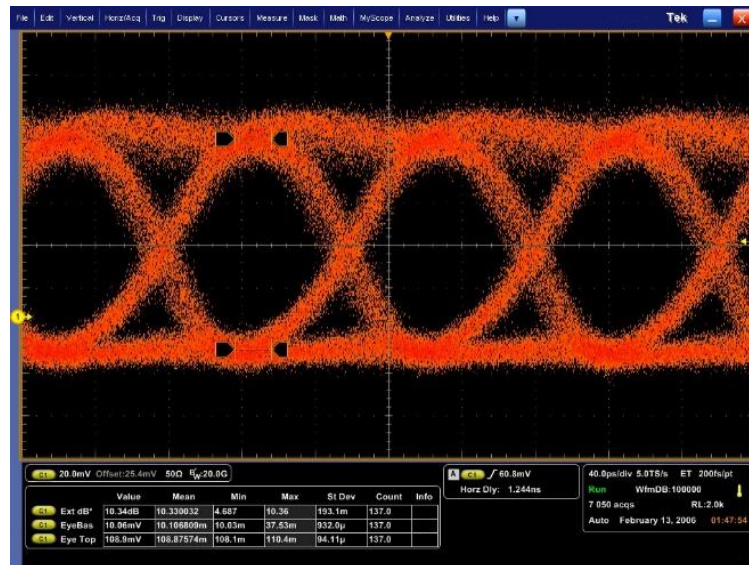 File Edit Vertical Horiz/Acq Trig Display Cursors Measure Mask Math MyScope Analyze Utilities Help Tek
1
C1 20.0mV Offset:25.4mV 50Ω BW:20.0G
A C1 60.8mV
Horz Dly: 1.244ns
40.0ps/div 5.0TS/s ET 200fs/pt
Run WfmDB:100000
7 050 acqs RL:2.0k
Auto February 13, 2006 01:47:54
Value Mean Min Max St Dev Count Info
C1 Ext dB* 10.34dB 10.330032 4.687 10.36 193.1m 137.0
C1 EyeBas 10.06mV 10.106809m 10.03m 37.53m 932.0µ 137.0
C1 Eye Top 108.9mV 108.87574m 108.1m 110.4m 94.11µ 137.0